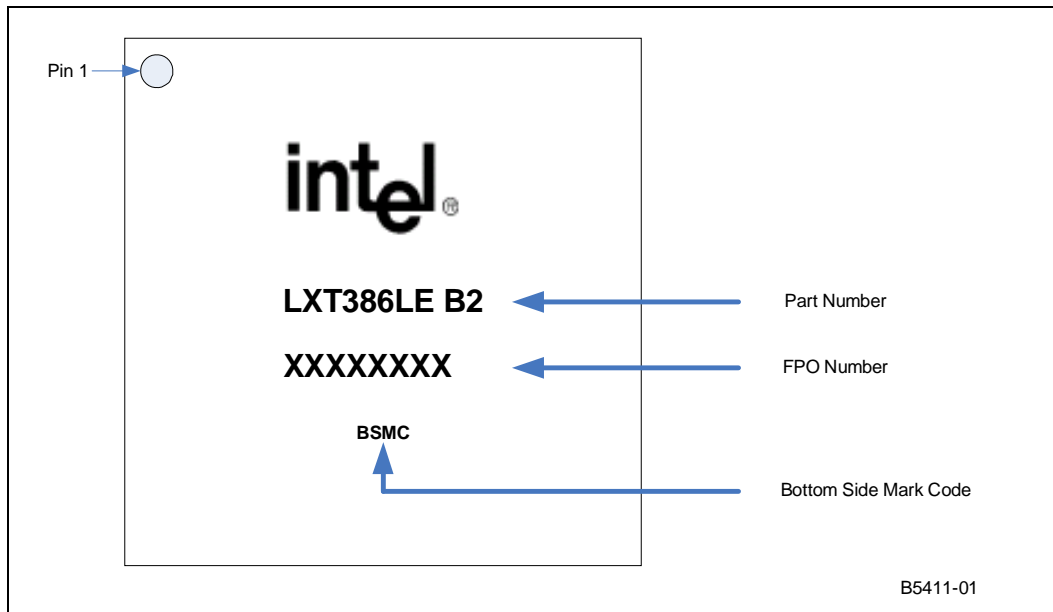 Pin 1
intel®
LXT386LE B2
Part Number
XXXXXXXX
FPO Number
BSMC
Bottom Side Mark Code
B5411-01